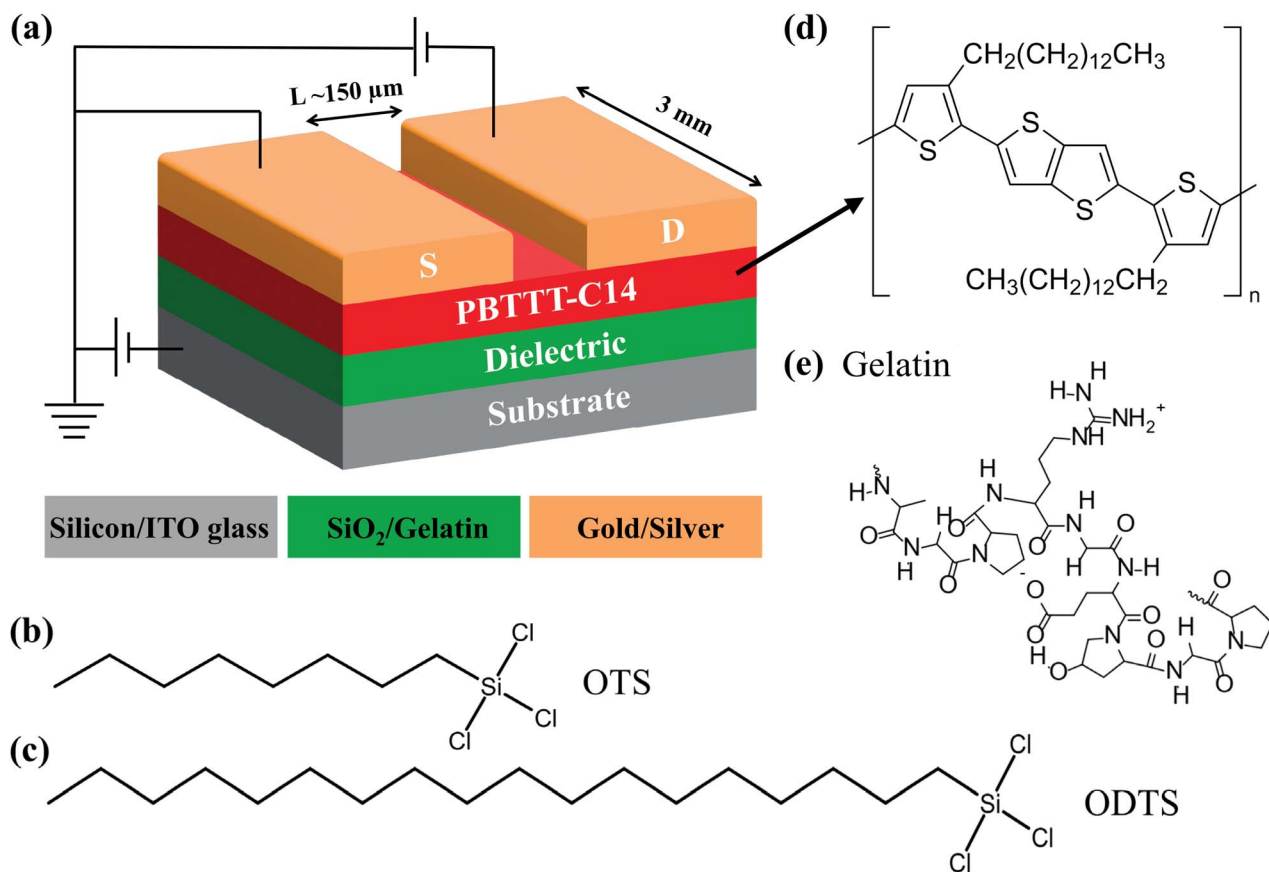 (a)
L ~150 µm
3 mm
S
D
PBTTT-C14
Dielectric
Substrate
Silicon/ITO glass
SiO₂/Gelatin
Gold/Silver
(b)
Cl
Si
Cl
Cl
OTS
(c)
Cl
Si
Cl
Cl
ODTS
(d)
CH₂(CH₂)₁₂CH₃
S
S
S
S
CH₃(CH₂)₁₂CH₂
n
(e) Gelatin
H
H-N
NH₂⁺
NH
H
N
H
H-N
O
O
N
H
O
N
H
O
N
O
H
O
N-H
-O
O
O
H
N
O
H-O
O
N
H
H
O
N
O